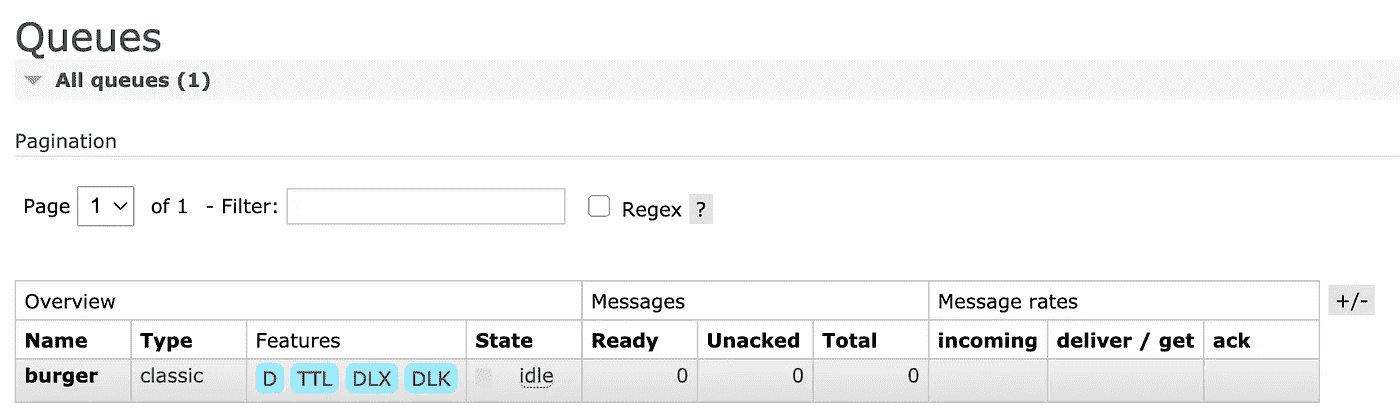 Queues
All queues (1)
Pagination
Page 1 of 1 - Filter: Regex ?
Overview Messages Message rates +/-
Name Type Features State Ready Unacked Total incoming deliver / get ack
burger classic D TTL DLX DLK idle 0 0 0